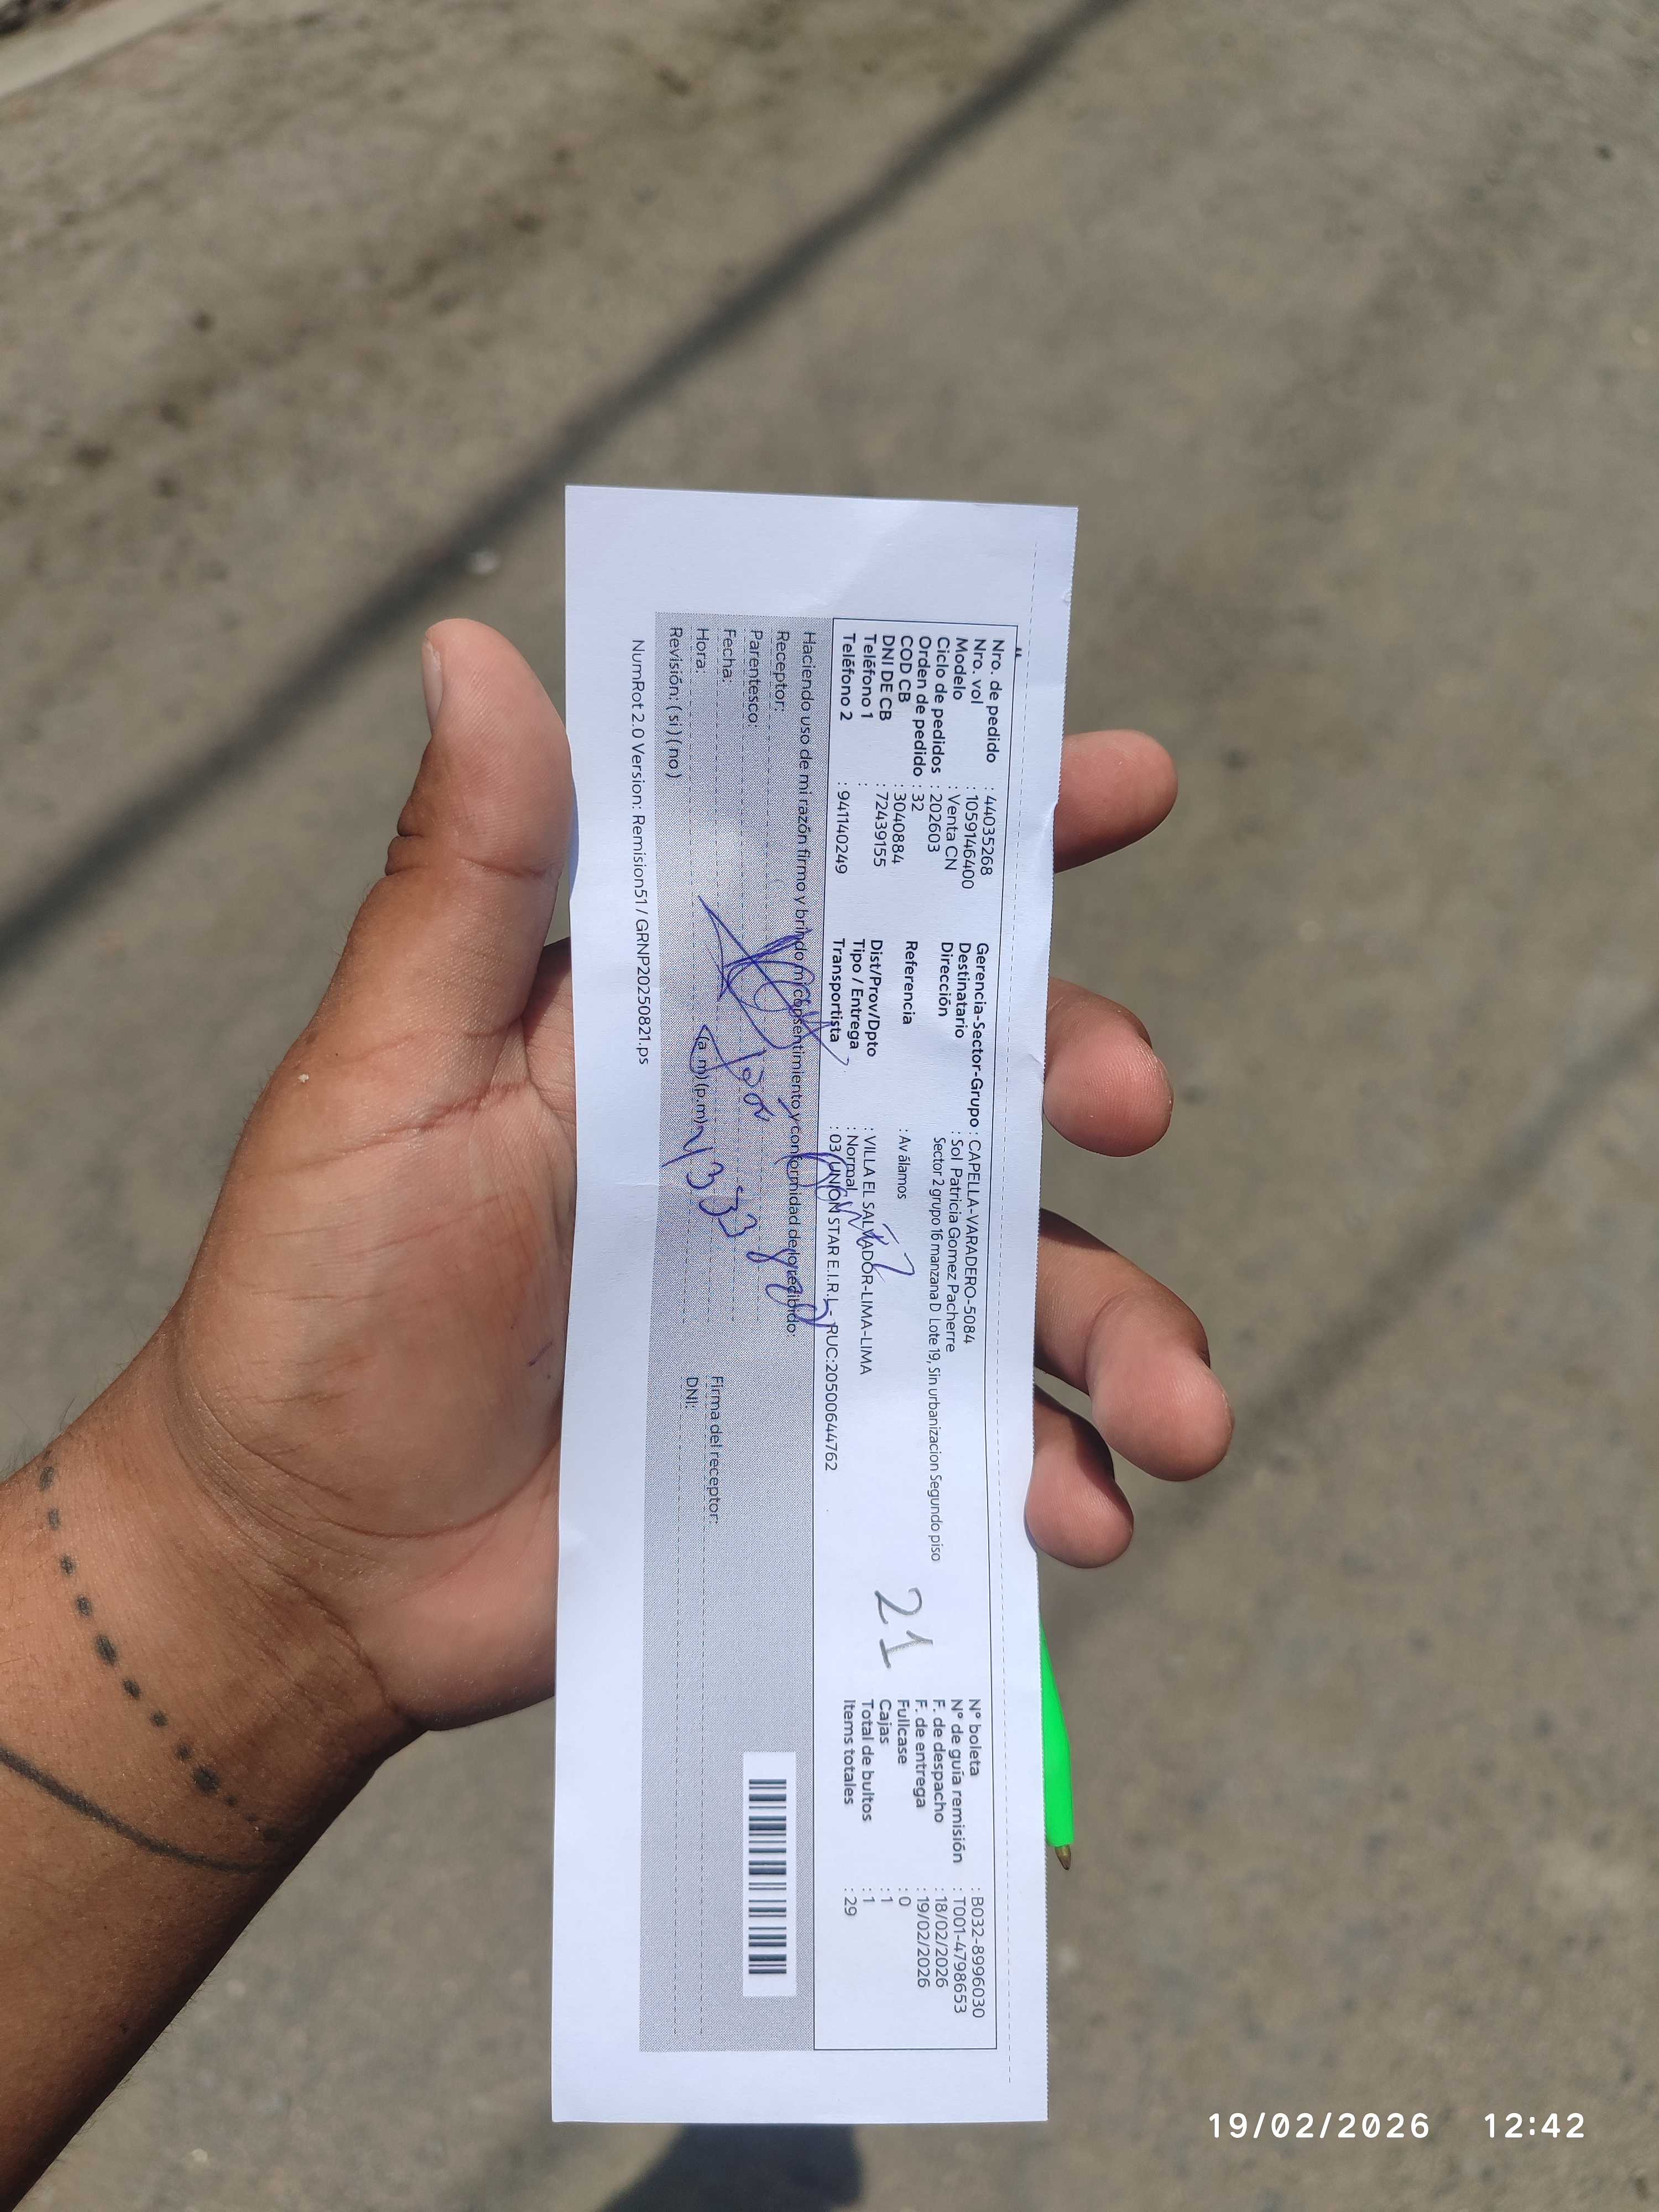 Nro. de pedido : 44035268
Nro. vol : 1059146400
Modelo : Venta CN
Ciclo de pedidos : 202603
Orden de pedido : 32
COD CB : 3040884
DNI DE CB : 72439155
Teléfono 1 :
Teléfono 2 : 941140249
Gerencia-Sector-Grupo : CAPELLA-VARADERO-5084
Destinatario : Sol Patricia Gomez Pacherre
Dirección Sector 2 grupo 16 manzana D Lote 19, Sin urbanizacion Segundo piso
Referencia : Av álamos
Dist/Prov/Dpto : VILLA EL SALVADOR-LIMA-LIMA
Tipo / Entrega : Normal
Transportista : 03 UNION STAR E.I.R.L- RUC:20500644762
21
N° boleta : B032-8996030
N° de guía remisión : T001-4798653
F. de despacho : 18/02/2026
F. de entrega : 19/02/2026
Fullcase : 0
Cajas : 1
Total de bultos : 1
Items totales : 29
Haciendo uso de mi razón firmo y brindo mi consentimiento y conformidad de lo recibido:
Receptor:
Parentesco:
Fecha:
Hora: (a.m) (p.m)
Revisión: ( si ) ( no )
Firma del receptor:
DNI:
NumRot 2.0 Version: Remision51 / GRNP20250821.ps
19/02/2026 12:42